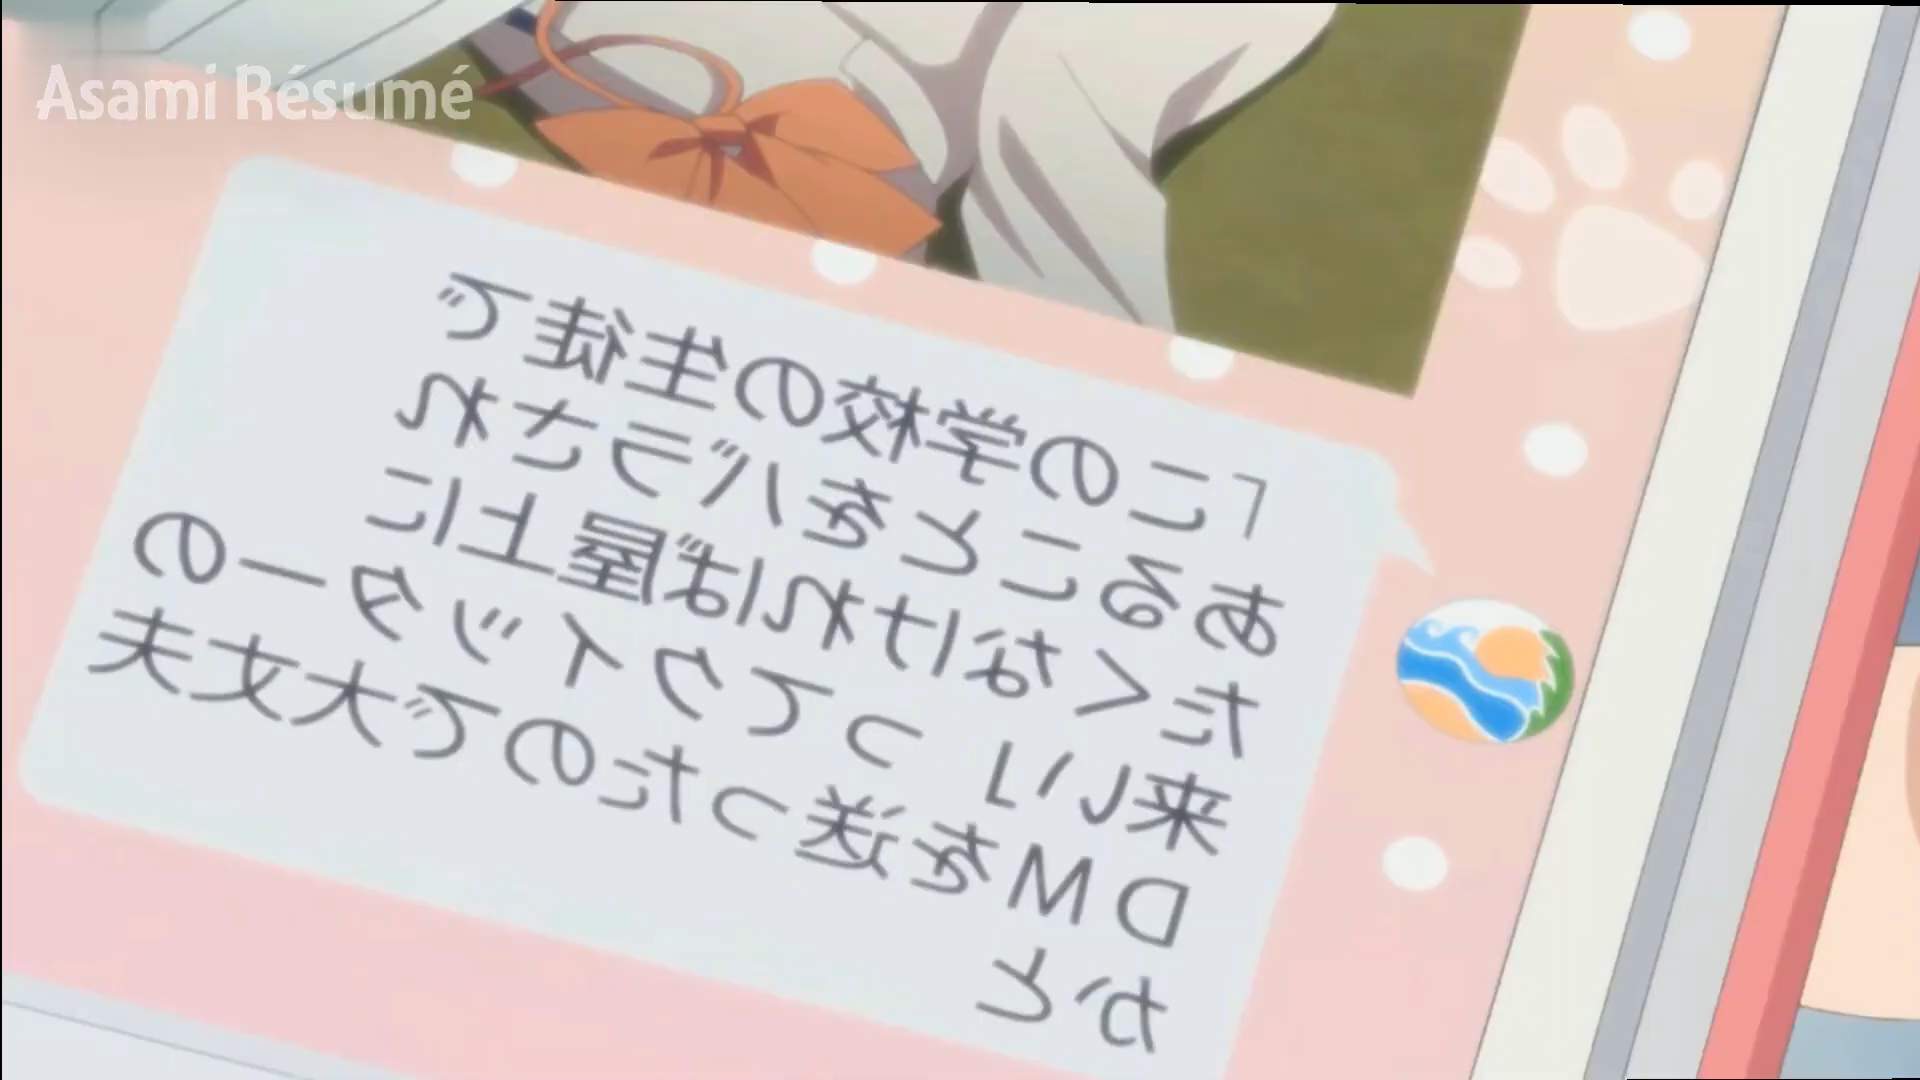 Asami Résumé
「この学校の生徒で
あることをバラされ
たくなければ屋上に
来い」ってクイッターの
DMを送ったので大丈夫
かと